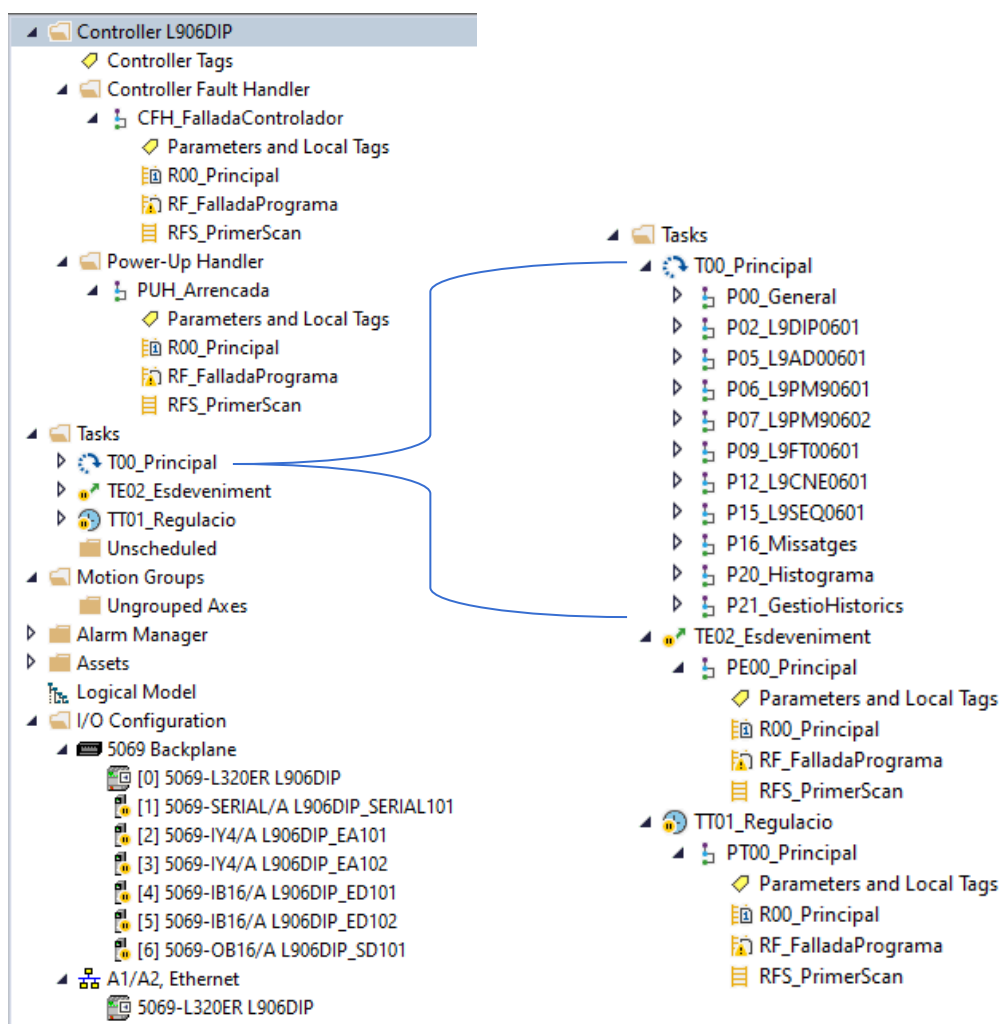 Controller L906DIP
Controller Tags
Controller Fault Handler
CFH_FalladaControlador
Parameters and Local Tags
R00_Principal
RF_FalladaPrograma
RFS_PrimerScan
Power-Up Handler
PUH_Arrencada
Parameters and Local Tags
R00_Principal
RF_FalladaPrograma
RFS_PrimerScan
Tasks
T00_Principal
TE02_Esdeveniment
TT01_Regulacio
Unscheduled
Motion Groups
Ungrouped Axes
Alarm Manager
Assets
Logical Model
I/O Configuration
5069 Backplane
[0] 5069-L320ER L906DIP
[1] 5069-SERIAL/A L906DIP_SERIAL101
[2] 5069-IY4/A L906DIP_EA101
[3] 5069-IY4/A L906DIP_EA102
[4] 5069-IB16/A L906DIP_ED101
[5] 5069-IB16/A L906DIP_ED102
[6] 5069-OB16/A L906DIP_SD101
A1/A2, Ethernet
5069-L320ER L906DIP
Tasks
T00_Principal
P00_General
P02_L9DIP0601
P05_L9AD00601
P06_L9PM90601
P07_L9PM90602
P09_L9FT00601
P12_L9CNE0601
P15_L9SEQ0601
P16_Missatges
P20_Histograma
P21_GestioHistorics
TE02_Esdeveniment
PE00_Principal
Parameters and Local Tags
R00_Principal
RF_FalladaPrograma
RFS_PrimerScan
TT01_Regulacio
PT00_Principal
Parameters and Local Tags
R00_Principal
RF_FalladaPrograma
RFS_PrimerScan